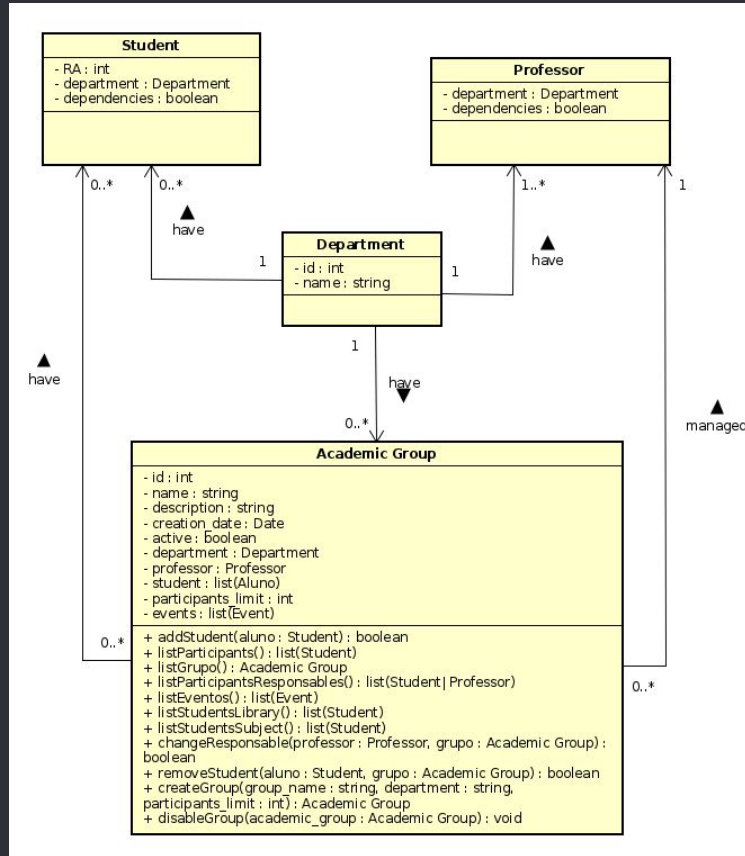 Student
- RA : int
- department : Department
- dependencies : boolean
Professor
- department : Department
- dependencies : boolean
0..*
0..*
1..*
1
have
have
Department
- id : int
- name : string
1
1
1
have
0..*
have
managed
Academic Group
- id : int
- name : string
- description : string
- creation_date : Date
- active : boolean
- department : Department
- professor : Professor
- student : list(Aluno)
- participants_limit : int
- events : list(Event)
0..*
0..*
+ addStudent(aluno : Student) : boolean
+ listParticipants() : list(Student)
+ listGrupo() : Academic Group
+ listParticipantsResponsables() : list(Student|Professor)
+ listEventos() : list(Event)
+ listStudentsLibrary() : list(Student)
+ listStudentsSubject() : list(Student)
+ changeResponsable(professor : Professor, grupo : Academic Group) :
boolean
+ removeStudent(aluno : Student, grupo : Academic Group) : boolean
+ createGroup(group_name : string, department : string,
participants_limit : int) : Academic Group
+ disableGroup(academic_group : Academic Group) : void